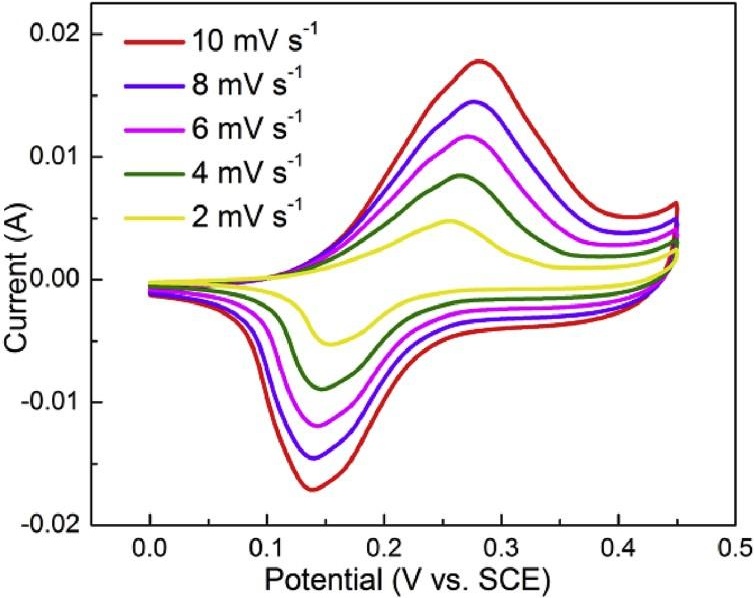 0.02
0.01
0.00
-0.01
-0.02
Current (A)
10 mV s⁻¹
8 mV s⁻¹
6 mV s⁻¹
4 mV s⁻¹
2 mV s⁻¹
0.0 0.1 0.2 0.3 0.4 0.5
Potential (V vs. SCE)